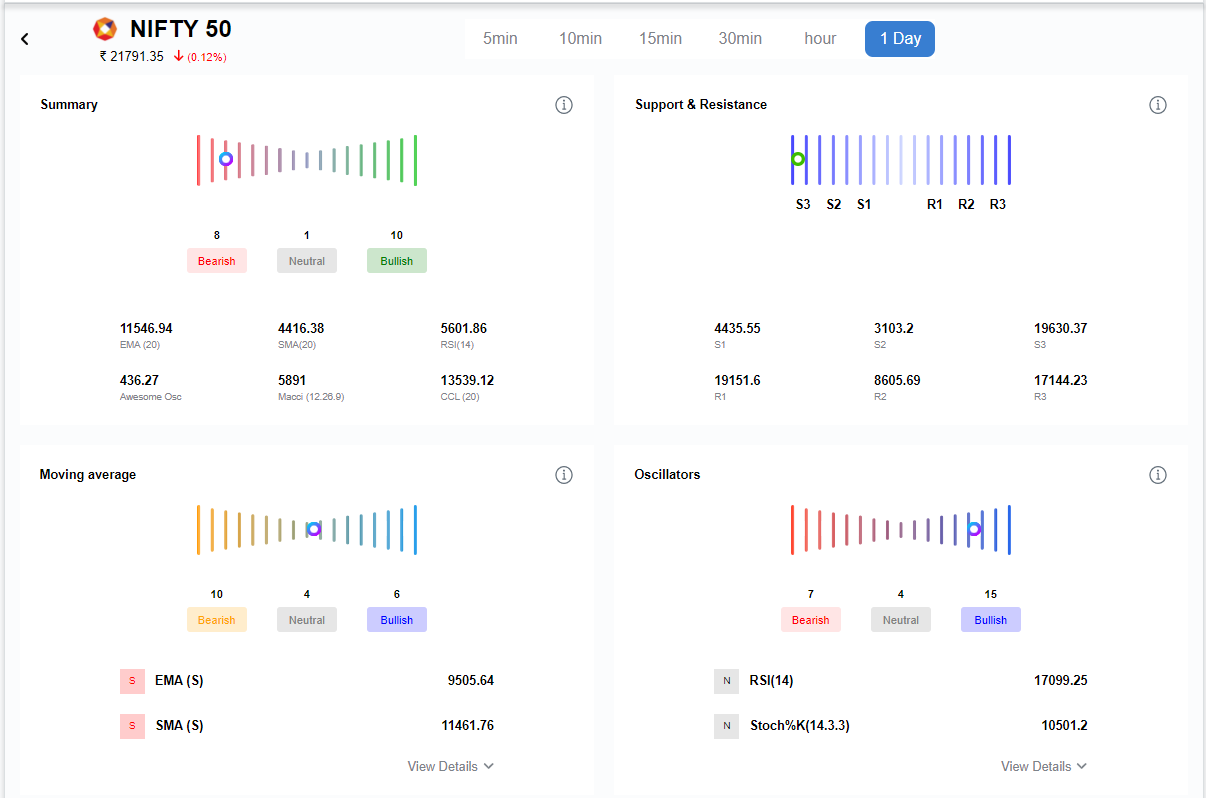 NIFTY 50
₹ 21791.35 (0.12%)
5min 10min 15min 30min hour 1 Day
Summary
8 1 10
Bearish Neutral Bullish
11546.94 4416.38 5601.86
EMA (20) SMA(20) RSI(14)
436.27 5891 13539.12
Awesome Osc Macci (12.26.9) CCL (20)
Support & Resistance
S3 S2 S1 R1 R2 R3
4435.55 3103.2 19630.37
S1 S2 S3
19151.6 8605.69 17144.23
R1 R2 R3
Moving average
10 4 6
Bearish Neutral Bullish
S EMA (S) 9505.64
S SMA (S) 11461.76
View Details
Oscillators
7 4 15
Bearish Neutral Bullish
N RSI(14) 17099.25
N Stoch%K(14.3.3) 10501.2
View Details